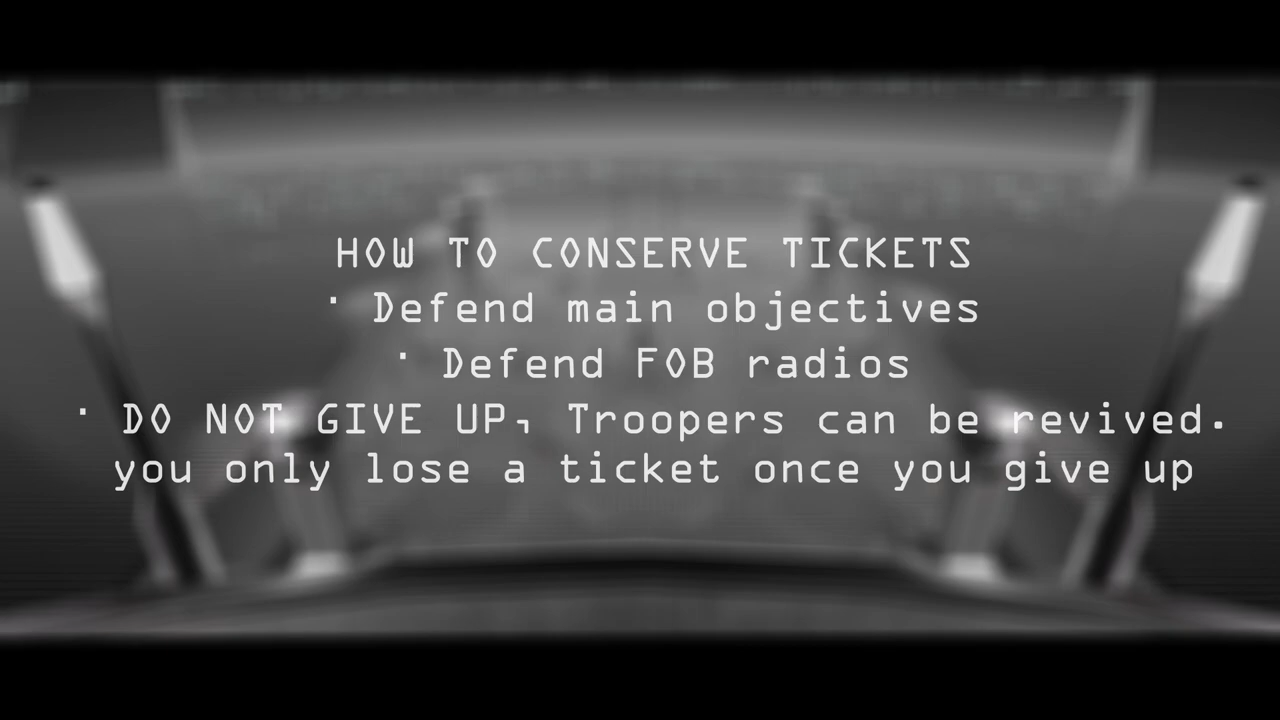 HOW TO CONSERVE TICKETS
· Defend main objectives
· Defend FOB radios
· DO NOT GIVE UP, Troopers can be revived.
you only lose a ticket once you give up